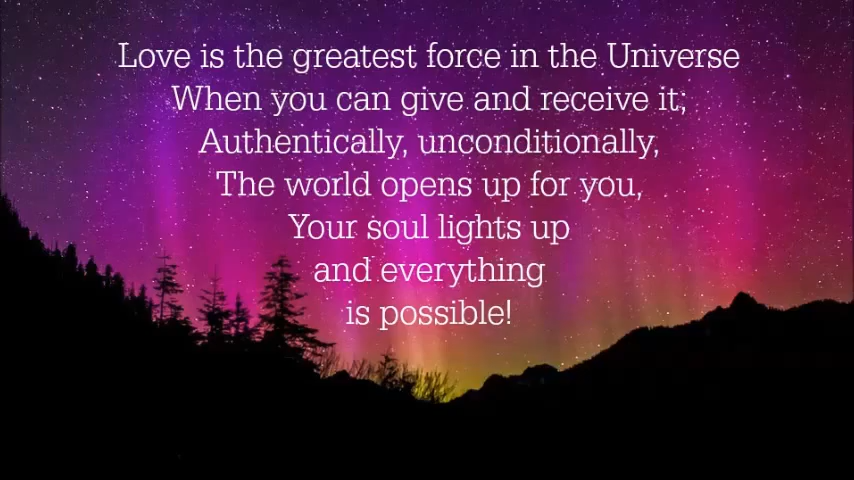 Love is the greatest force in the Universe
When you can give and receive it;
Authentically, unconditionally,
The world opens up for you,
Your soul lights up
and everything
is possible!